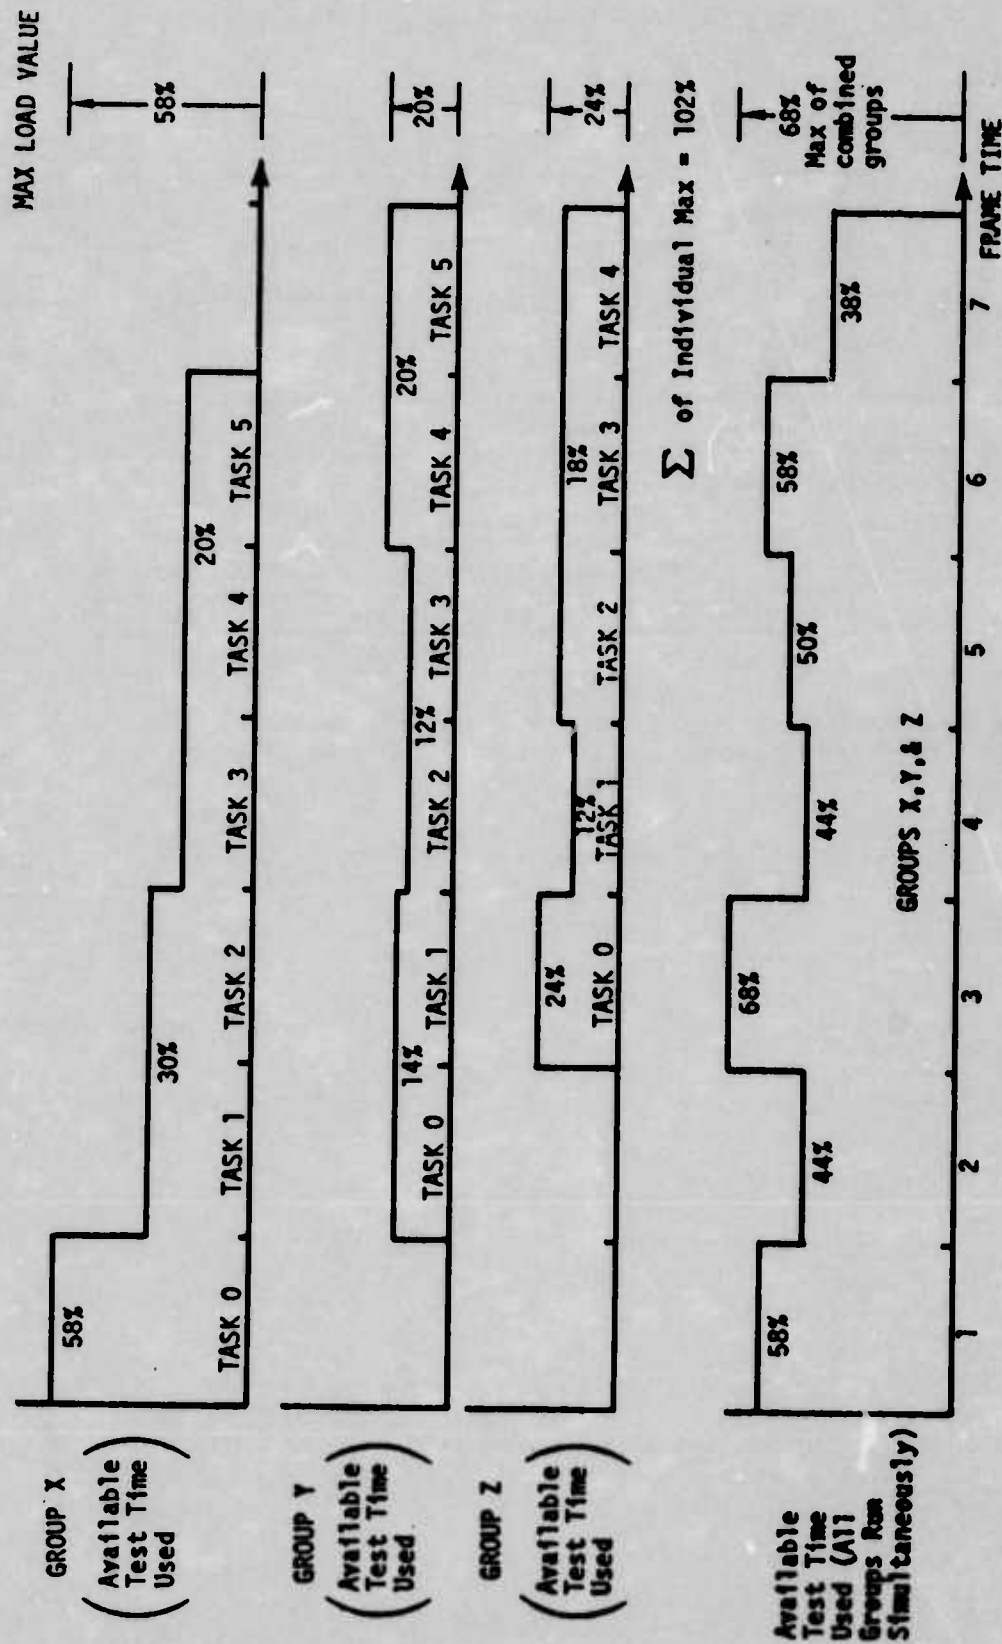 MAX LOAD VALUE
GROUP X
(Available
Test Time
Used)
58%
30%
20%
58%
TASK 0
TASK 1
TASK 2
TASK 3
TASK 4
TASK 5
GROUP Y
(Available
Test Time
Used)
14%
12%
20%
20%
TASK 0
TASK 1
TASK 2
TASK 3
TASK 4
TASK 5
GROUP Z
(Available
Test Time
Used)
24%
12%
18%
24%
TASK 0
TASK 1
TASK 2
TASK 3
TASK 4
Σ of Individual Max = 102%
Available
Test Time
Used (All
Groups Run
Simultaneously)
58%
44%
68%
44%
50%
58%
38%
68%
Max of
combined
groups
GROUPS X,Y,& Z
1
2
3
4
5
6
7
FRAME TIME